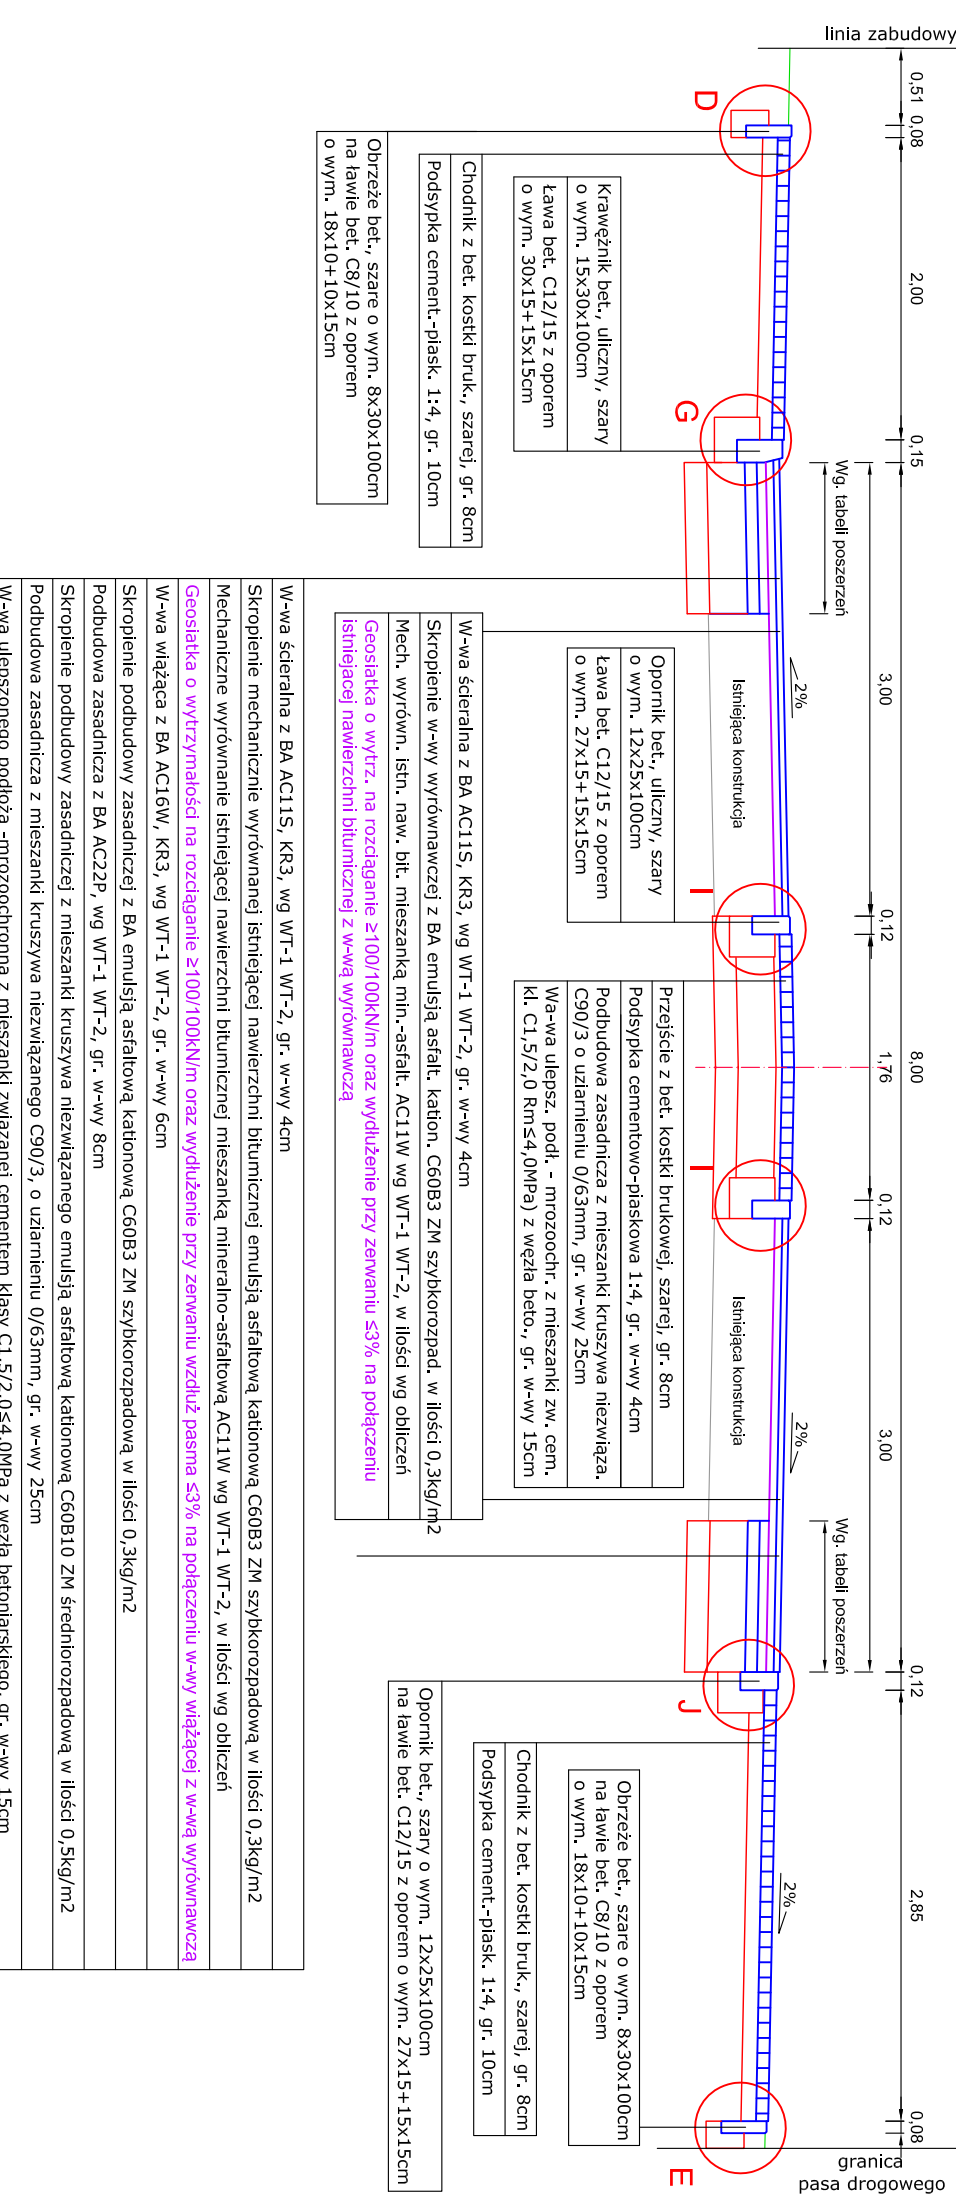 linia zabudowy
0,51
0,08
2,00
0,15
3,00
0,12
8,00
1,76
0,12
3,00
0,12
2,85
0,08
granica
pasa drogowego
Wg. tabeli poszerzeń
Wg. tabeli poszerzeń
2%
2%
2%
Istniejąca konstrukcja
Istniejąca konstrukcja
D
G
I
I
J
E
Krawężnik bet., uliczny, szary
o wym. 15x30x100cm
Ława bet. C12/15 z oporem
o wym. 30x15+15x15cm
Chodnik z bet. kostki bruk., szarej, gr. 8cm
Podsypka cement.-piask. 1:4, gr. 10cm
Obrzeże bet., szare o wym. 8x30x100cm
na ławie bet. C8/10 z oporem
o wym. 18x10+10x15cm
Opornik bet., uliczny, szary
o wym. 12x25x100cm
Ława bet. C12/15 z oporem
o wym. 27x15+15x15cm
Przejście z bet. kostki brukowej, szarej, gr. 8cm
Podsypka cementowo-piaskowa 1:4, gr. w-wy 4cm
Podbudowa zasadnicza z mieszanki kruszywa niezwiąza.
C90/3 o uziarnieniu 0/63mm, gr. w-wy 25cm
Wa-wa ulepsz. podł. - mrozoochr. z mieszanki zw. cem.
kl. C1,5/2,0 Rm≤4,0MPa) z węzła beto., gr. w-wy 15cm
W-wa ścieralna z BA AC11S, KR3, wg WT-1 WT-2, gr. w-wy 4cm
Skropienie w-wy wyrównawczej z BA emulsją asfalt. kation. C60B3 ZM szybkorozpad. w ilości 0,3kg/m2
Mech. wyrówn. istn. naw. bit. mieszanką min.-asfalt. AC11W wg WT-1 WT-2, w ilości wg obliczeń
Geosiatka o wytrz. na rozciąganie ≥100/100kN/m oraz wydłużenie przy zerwaniu ≤3% na połączeniu
istniejacej nawierzchni bitumicznej z w-wą wyrównawczą
Obrzeże bet., szare o wym. 8x30x100cm
na ławie bet. C8/10 z oporem
o wym. 18x10+10x15cm
Chodnik z bet. kostki bruk., szarej, gr. 8cm
Podsypka cement.-piask. 1:4, gr. 10cm
Opornik bet., szary o wym. 12x25x100cm
na ławie bet. C12/15 z oporem o wym. 27x15+15x15cm
W-wa ścieralna z BA AC11S, KR3, wg WT-1 WT-2, gr. w-wy 4cm
Skropienie mechanicznie wyrównanej istniejącej nawierzchni bitumicznej emulsją asfaltową kationową C60B3 ZM szybkorozpadową w ilości 0,3kg/m2
Mechaniczne wyrównanie istniejącej nawierzchni bitumicznej mieszanką mineralno-asfaltową AC11W wg WT-1 WT-2, w ilości wg obliczeń
Geosiatka o wytrzymałości na rozciąganie ≥100/100kN/m oraz wydłużenie przy zerwaniu wzdłuż pasma ≤3% na połączeniu w-wy wiążącej z w-wą wyrównawczą
W-wa wiążąca z BA AC16W, KR3, wg WT-1 WT-2, gr. w-wy 6cm
Skropienie podbudowy zasadniczej z BA emulsją asfaltową kationową C60B3 ZM szybkorozpadową w ilości 0,3kg/m2
Podbudowa zasadnicza z BA AC22P, wg WT-1 WT-2, gr. w-wy 8cm
Skropienie podbudowy zasadniczej z mieszanki kruszywa niezwiązanego emulsją asfaltową kationową C60B10 ZM średniorozpadową w ilości 0,5kg/m2
Podbudowa zasadnicza z mieszanki kruszywa niezwiązanego C90/3, o uziarnieniu 0/63mm, gr. w-wy 25cm
W-wa ulepszonego podłoża -mrozoochronna z mieszanki związanej cementem klasy C1,5/2,0≤4,0MPa z węzła betoniarskiego, gr. w-wy 15cm